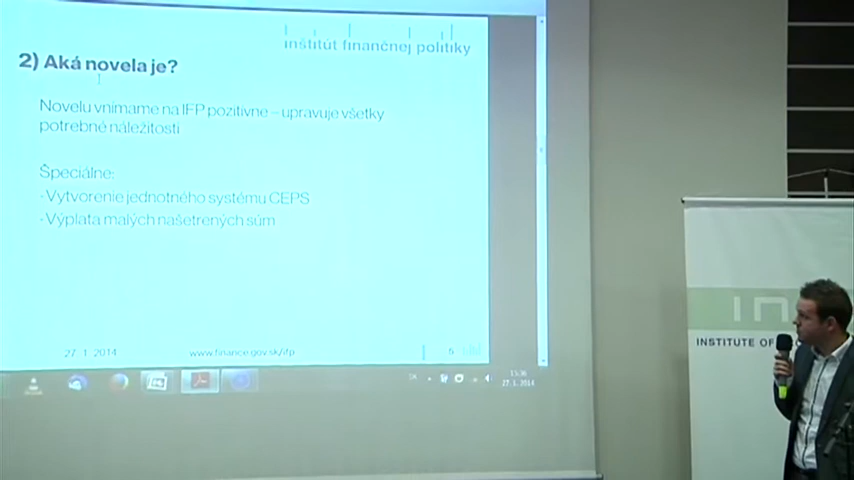 inštitút finančnej politiky
2) Aká novela je?
Novelu vnímame na IFP pozitívne – upravuje všetky
potrebné náležitosti
Špeciálne:
- Vytvorenie jednotného systému CEPS
- Výplata malých našetrených súm
27. 1. 2014
www.finance.gov.sk/ifp
5
27. 1. 2014
IN
INSTITUTE OF